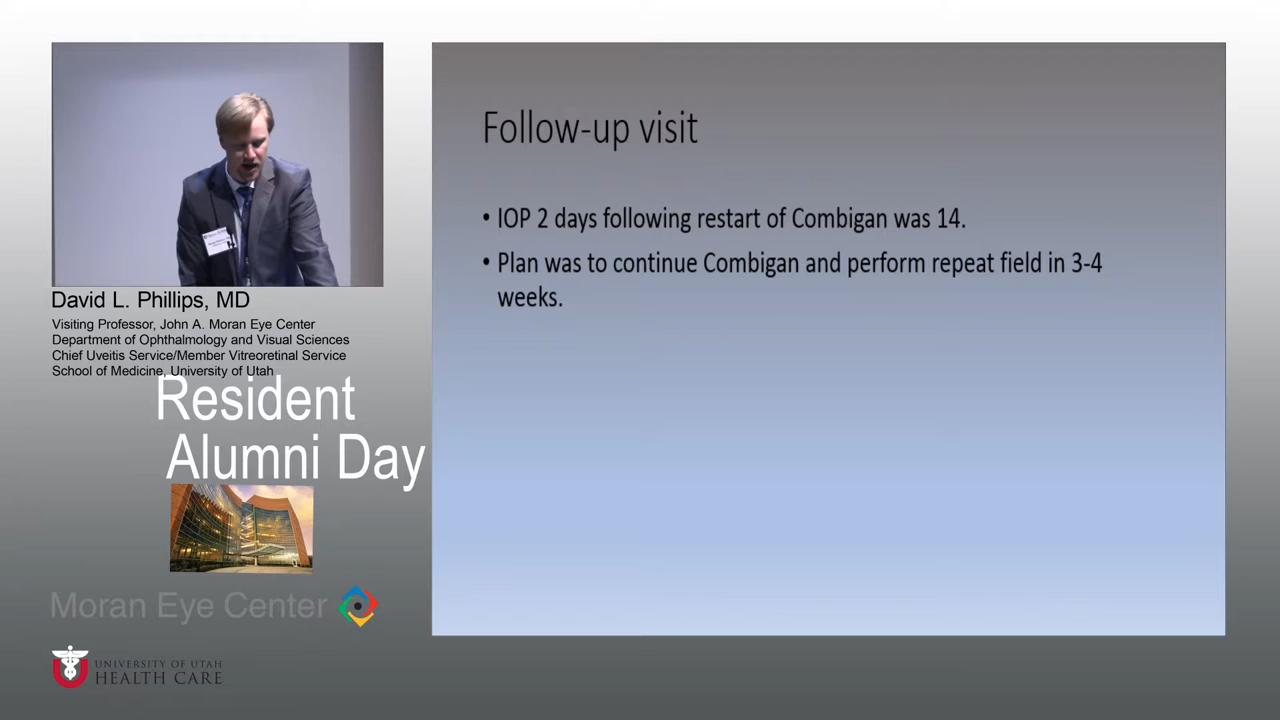 Follow-up visit
• IOP 2 days following restart of Combigan was 14.
• Plan was to continue Combigan and perform repeat field in 3-4
weeks.
David L. Phillips, MD
Visiting Professor, John A. Moran Eye Center
Department of Ophthalmology and Visual Sciences
Chief Uveitis Service/Member Vitreoretinal Service
School of Medicine, University of Utah
Resident
Alumni Day
Moran Eye Center
UNIVERSITY OF UTAH
HEALTH CARE